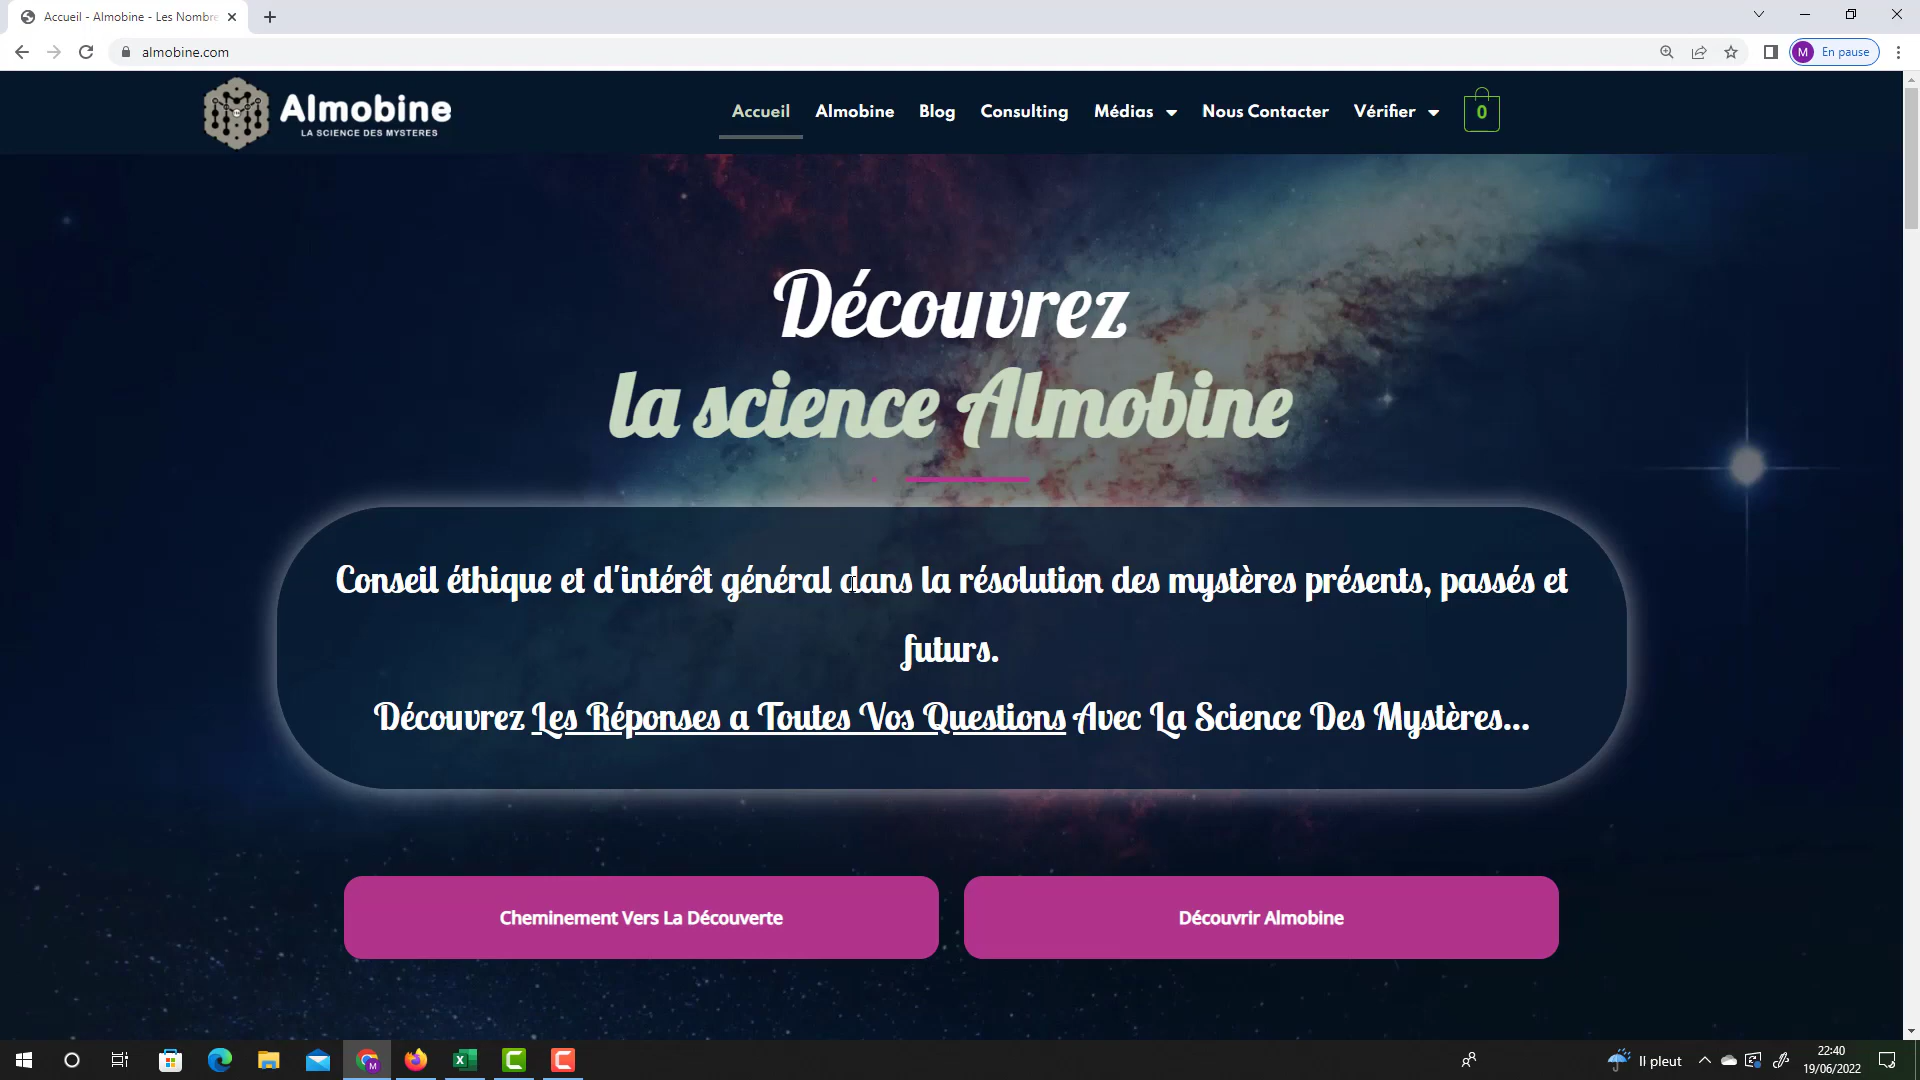 Accueil - Almobine - Les Nombre
almobine.com
M En pause
Almobine
LA SCIENCE DES MYSTERES
Accueil Almobine Blog Consulting Médias Nous Contacter Vérifier 0
Découvrez
la science Almobine
Conseil éthique et d'intérêt général dans la résolution des mystères présents, passés et
futurs.
Découvrez Les Réponses a Toutes Vos Questions Avec La Science Des Mystères...
Cheminement Vers La Découverte
Découvrir Almobine
Il pleut
22:40
19/06/2022